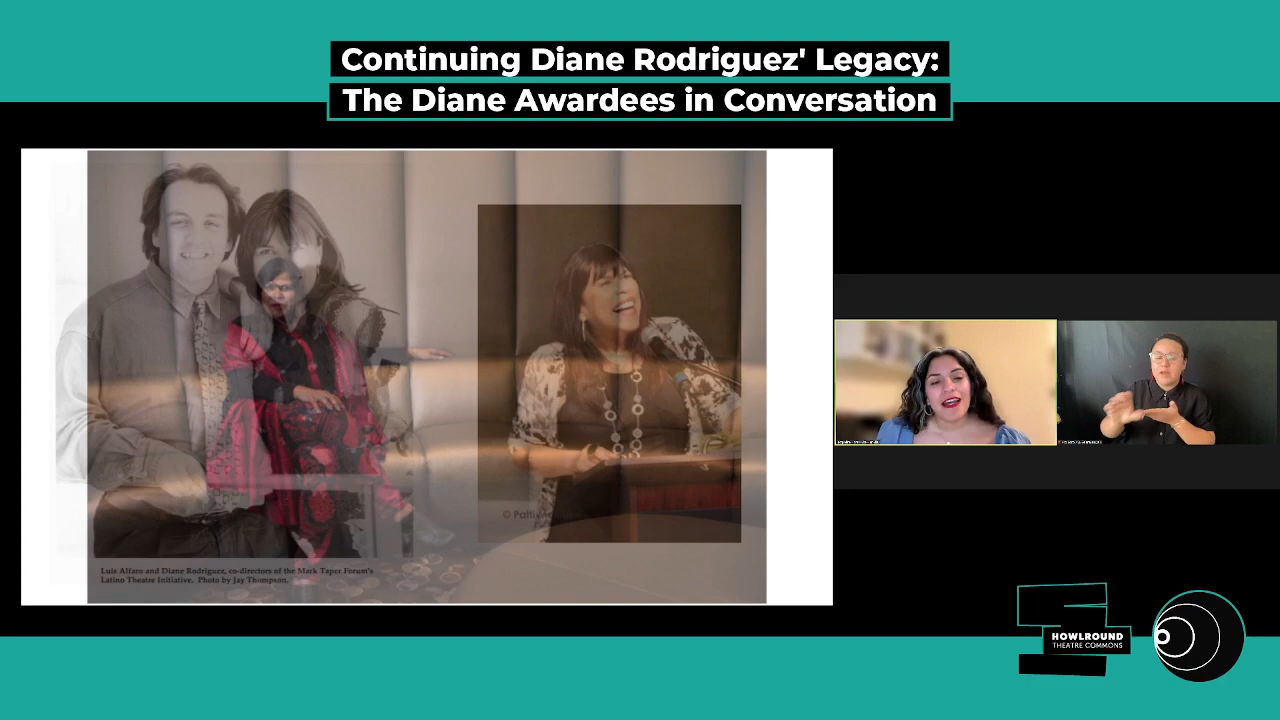 Continuing Diane Rodriguez' Legacy:
The Diane Awardees in Conversation
© Patti
Luis Alfaro and Diane Rodriguez, co-directors of the Mark Taper Forum's
Latino Theatre Initiative. Photo by Jay Thompson.
HOWLROUND
THEATRE COMMONS